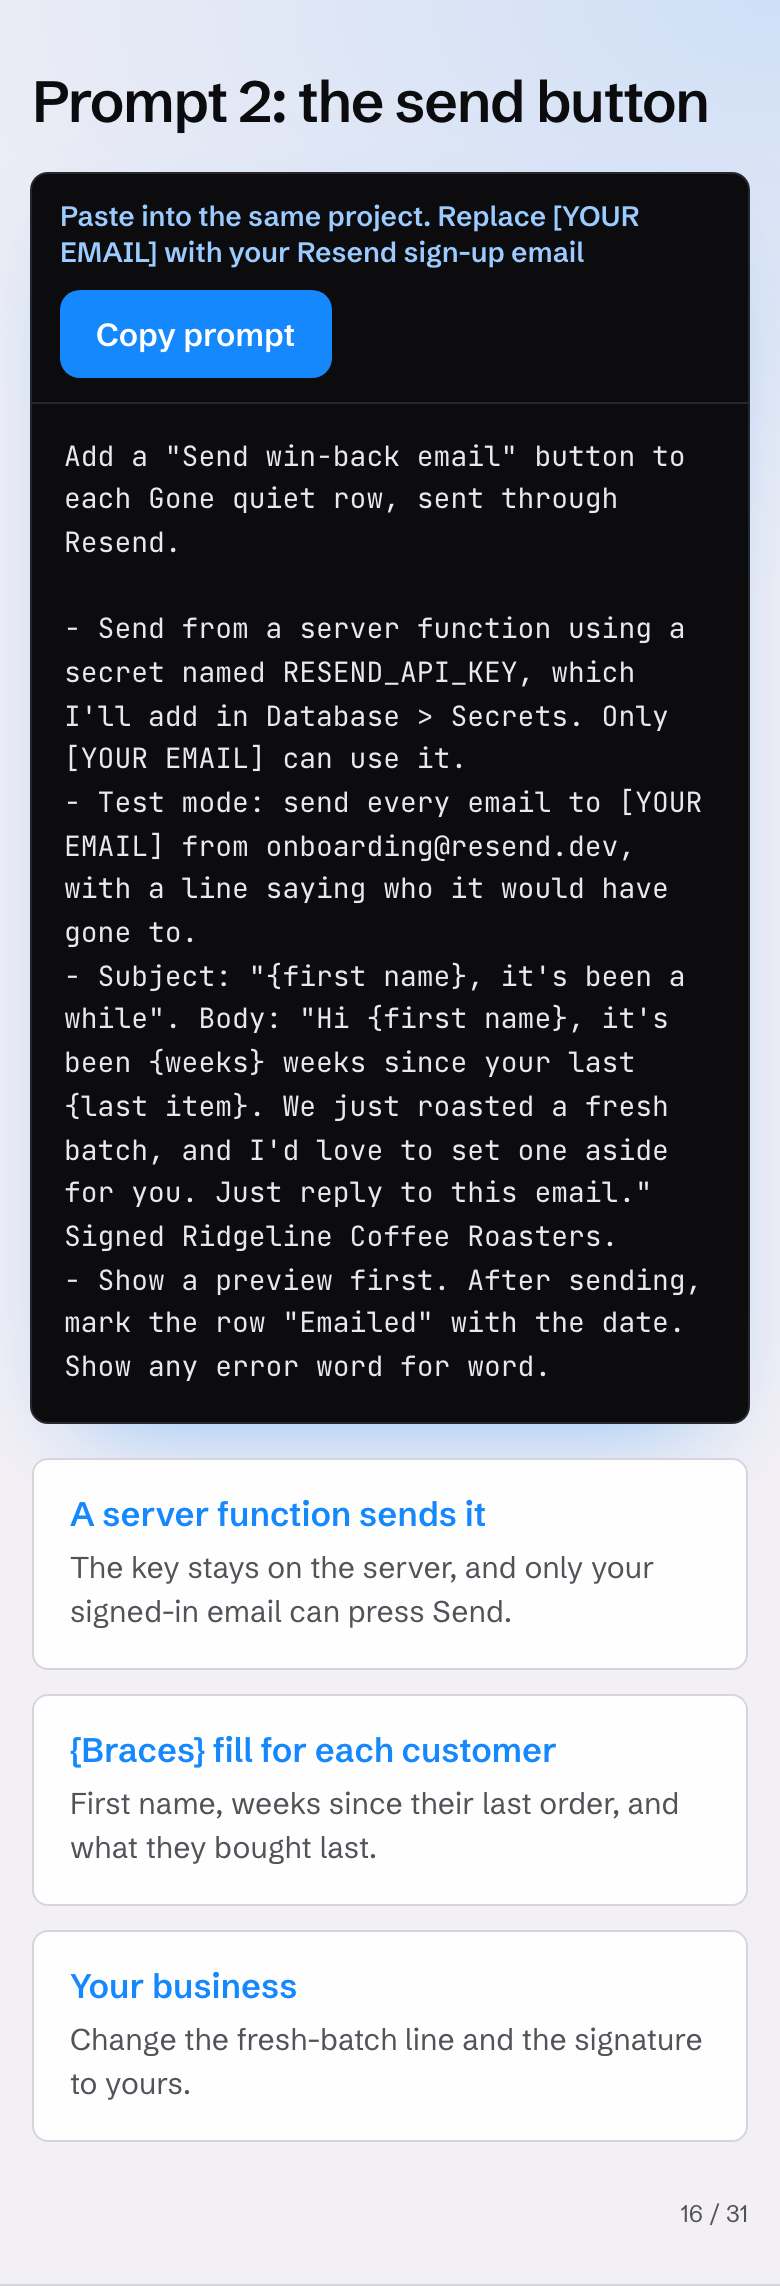 Prompt 2: the send button
Paste into the same project. Replace [YOUR
EMAIL] with your Resend sign-up email
Copy prompt
Add a "Send win-back email" button to
each Gone quiet row, sent through
Resend.
- Send from a server function using a
secret named RESEND_API_KEY, which
I'll add in Database > Secrets. Only
[YOUR EMAIL] can use it.
- Test mode: send every email to [YOUR
EMAIL] from onboarding@resend.dev,
with a line saying who it would have
gone to.
- Subject: "{first name}, it's been a
while". Body: "Hi {first name}, it's
been {weeks} weeks since your last
{last item}. We just roasted a fresh
batch, and I'd love to set one aside
for you. Just reply to this email."
Signed Ridgeline Coffee Roasters.
- Show a preview first. After sending,
mark the row "Emailed" with the date.
Show any error word for word.
A server function sends it
The key stays on the server, and only your
signed-in email can press Send.
{Braces} fill for each customer
First name, weeks since their last order, and
what they bought last.
Your business
Change the fresh-batch line and the signature
to yours.
16 / 31